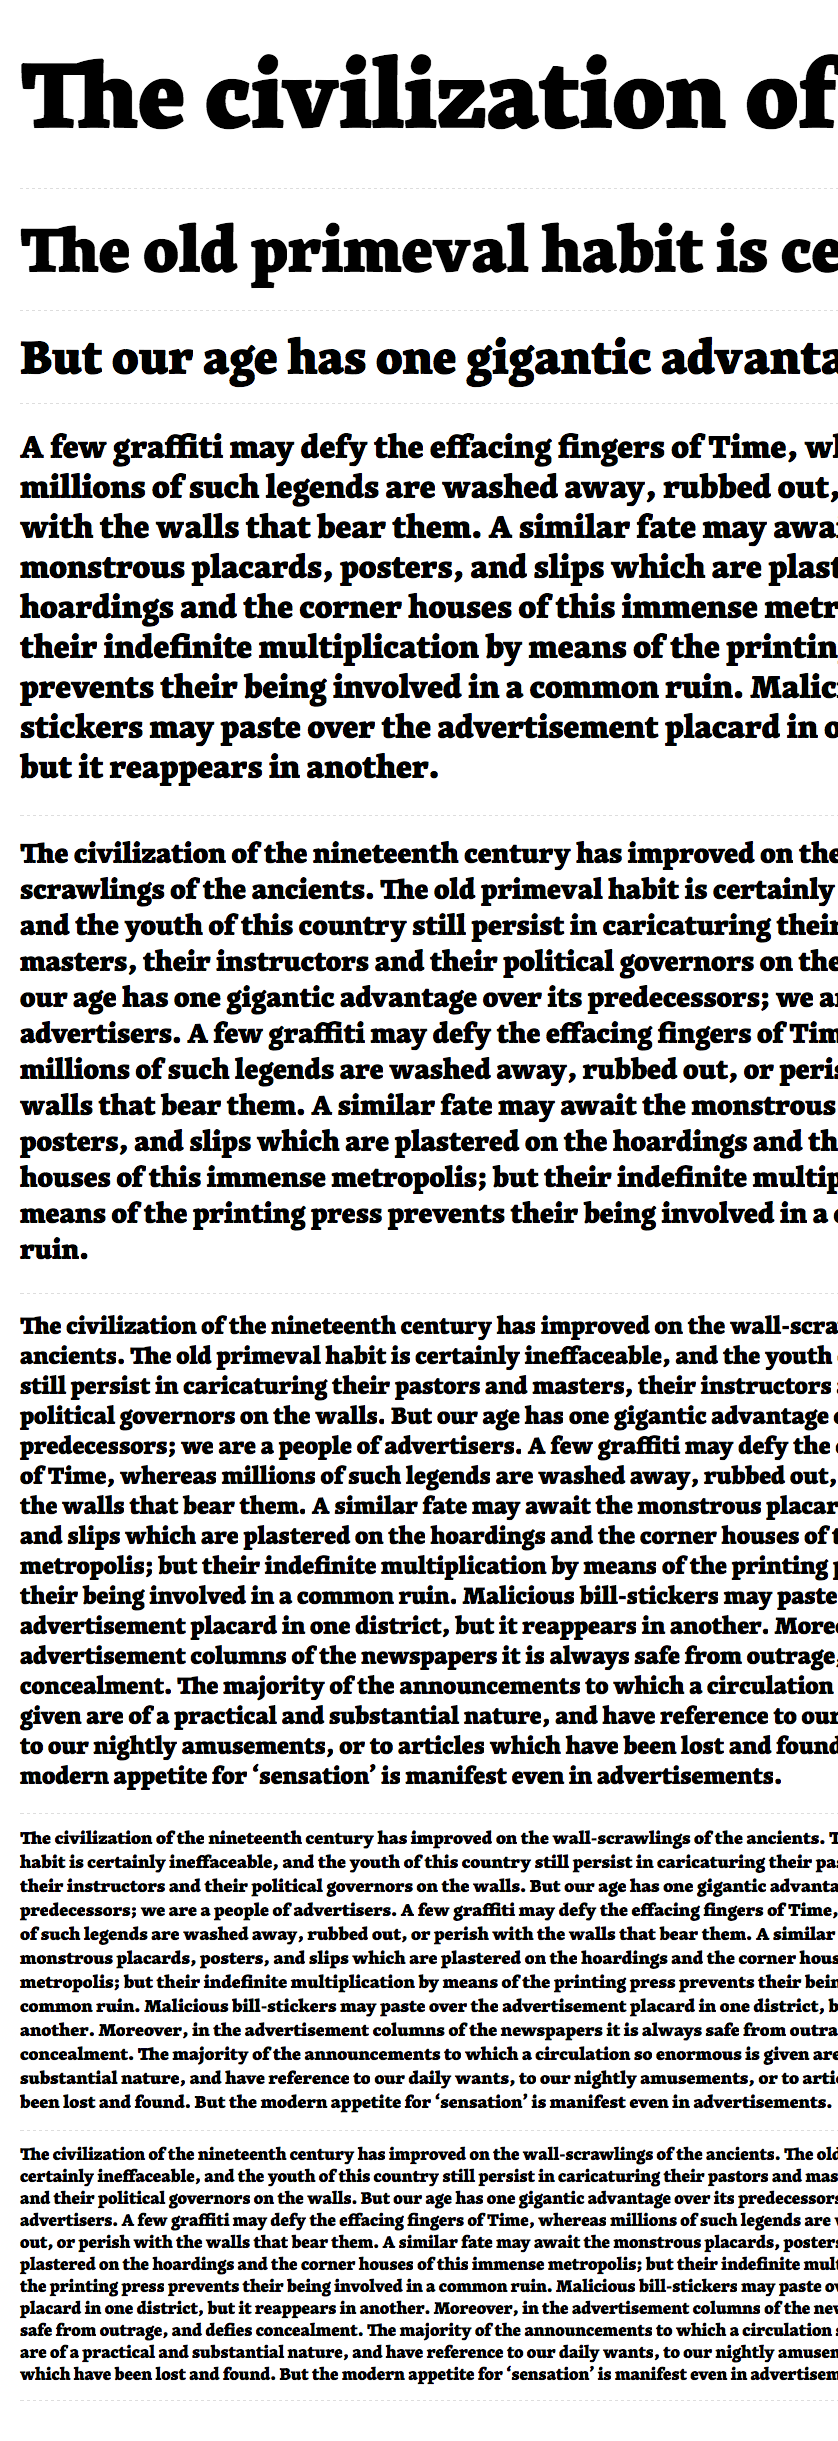 The civilization of
The old primeval habit is ce
But our age has one gigantic advanta
A few graffiti may defy the effacing fingers of Time, wh
millions of such legends are washed away, rubbed out,
with the walls that bear them. A similar fate may awai
monstrous placards, posters, and slips which are plast
hoardings and the corner houses of this immense metr
their indefinite multiplication by means of the printin
prevents their being involved in a common ruin. Malici
stickers may paste over the advertisement placard in o
but it reappears in another.
The civilization of the nineteenth century has improved on the
scrawlings of the ancients. The old primeval habit is certainly
and the youth of this country still persist in caricaturing their
masters, their instructors and their political governors on the
our age has one gigantic advantage over its predecessors; we ar
advertisers. A few graffiti may defy the effacing fingers of Tim
millions of such legends are washed away, rubbed out, or peris
walls that bear them. A similar fate may await the monstrous
posters, and slips which are plastered on the hoardings and th
houses of this immense metropolis; but their indefinite multip
means of the printing press prevents their being involved in a c
ruin.
The civilization of the nineteenth century has improved on the wall-scra
ancients. The old primeval habit is certainly ineffaceable, and the youth
still persist in caricaturing their pastors and masters, their instructors
political governors on the walls. But our age has one gigantic advantage o
predecessors; we are a people of advertisers. A few graffiti may defy the e
of Time, whereas millions of such legends are washed away, rubbed out,
the walls that bear them. A similar fate may await the monstrous placar
and slips which are plastered on the hoardings and the corner houses of t
metropolis; but their indefinite multiplication by means of the printing p
their being involved in a common ruin. Malicious bill-stickers may paste
advertisement placard in one district, but it reappears in another. Moreo
advertisement columns of the newspapers it is always safe from outrage,
concealment. The majority of the announcements to which a circulation
given are of a practical and substantial nature, and have reference to our
to our nightly amusements, or to articles which have been lost and found
modern appetite for ‘sensation’ is manifest even in advertisements.
The civilization of the nineteenth century has improved on the wall-scrawlings of the ancients. T
habit is certainly ineffaceable, and the youth of this country still persist in caricaturing their pas
their instructors and their political governors on the walls. But our age has one gigantic advanta
predecessors; we are a people of advertisers. A few graffiti may defy the effacing fingers of Time,
of such legends are washed away, rubbed out, or perish with the walls that bear them. A similar
monstrous placards, posters, and slips which are plastered on the hoardings and the corner hous
metropolis; but their indefinite multiplication by means of the printing press prevents their bein
common ruin. Malicious bill-stickers may paste over the advertisement placard in one district, b
another. Moreover, in the advertisement columns of the newspapers it is always safe from outra
concealment. The majority of the announcements to which a circulation so enormous is given are
substantial nature, and have reference to our daily wants, to our nightly amusements, or to artic
been lost and found. But the modern appetite for ‘sensation’ is manifest even in advertisements.
The civilization of the nineteenth century has improved on the wall-scrawlings of the ancients. The old
certainly ineffaceable, and the youth of this country still persist in caricaturing their pastors and mas
and their political governors on the walls. But our age has one gigantic advantage over its predecessors
advertisers. A few graffiti may defy the effacing fingers of Time, whereas millions of such legends are w
out, or perish with the walls that bear them. A similar fate may await the monstrous placards, posters
plastered on the hoardings and the corner houses of this immense metropolis; but their indefinite mult
the printing press prevents their being involved in a common ruin. Malicious bill-stickers may paste ov
placard in one district, but it reappears in another. Moreover, in the advertisement columns of the new
safe from outrage, and defies concealment. The majority of the announcements to which a circulation s
are of a practical and substantial nature, and have reference to our daily wants, to our nightly amusem
which have been lost and found. But the modern appetite for ‘sensation’ is manifest even in advertisem